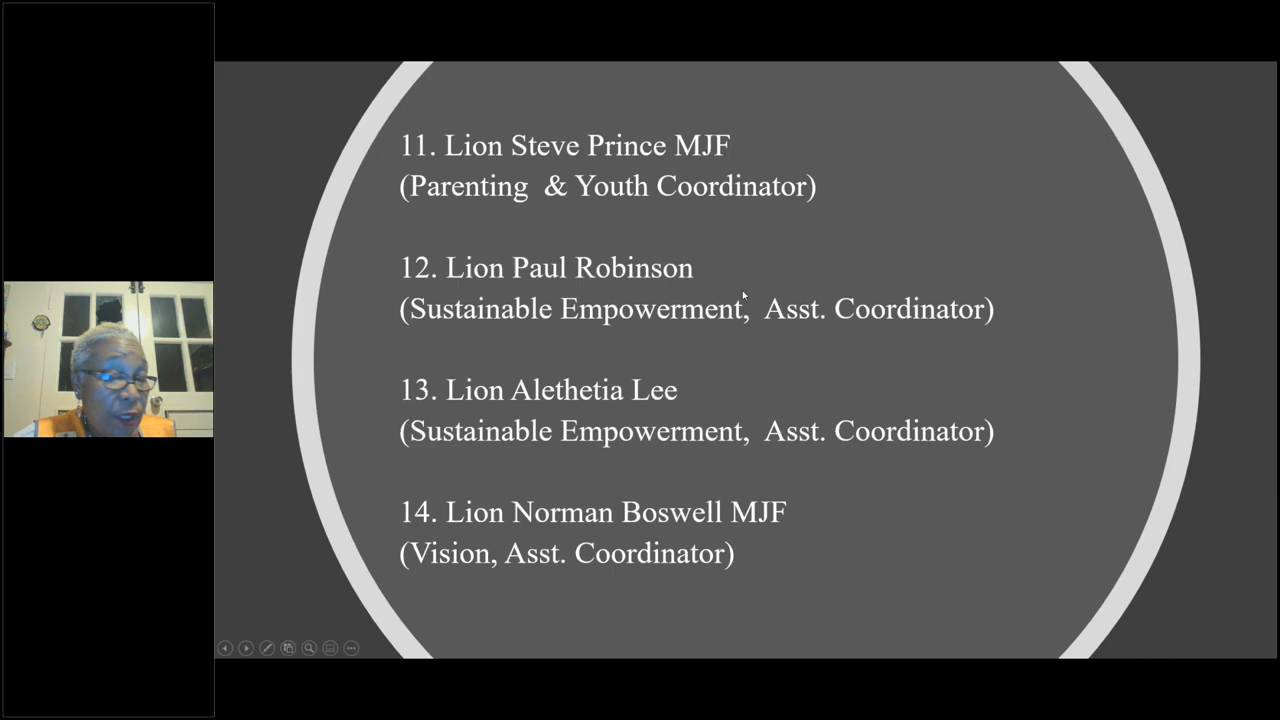 11. Lion Steve Prince MJF
(Parenting & Youth Coordinator)
12. Lion Paul Robinson
(Sustainable Empowerment, Asst. Coordinator)
13. Lion Alethetia Lee
(Sustainable Empowerment, Asst. Coordinator)
14. Lion Norman Boswell MJF
(Vision, Asst. Coordinator)